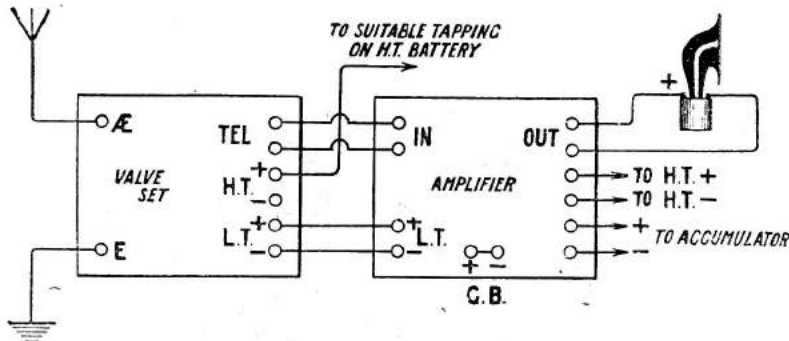 TO SUITABLE TAPPING
ON H.T. BATTERY
Æ
TEL
IN
OUT
+
VALVE
SET
+
H.T.
-
AMPLIFIER
TO H.T. +
TO H.T. -
+
L.T.
-
+
L.T.
-
+
-
TO ACCUMULATOR
E
+ -
G.B.